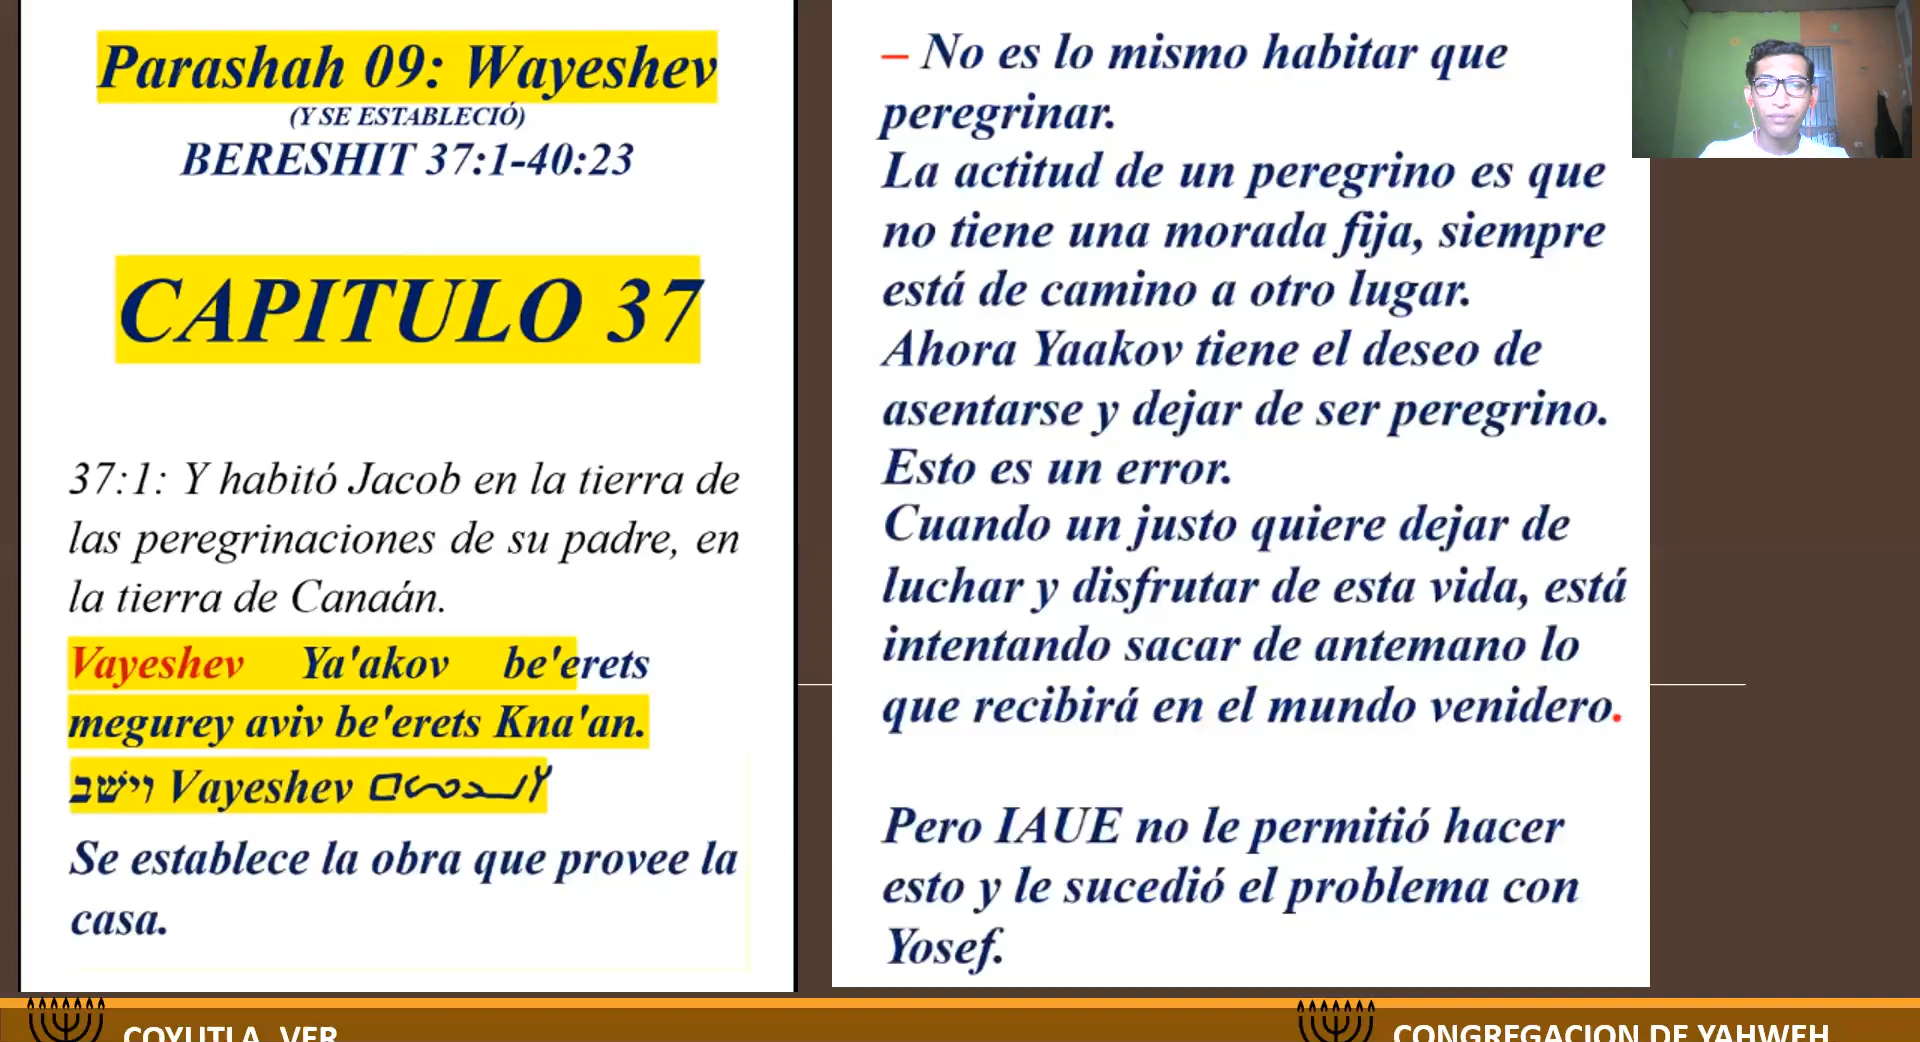 Parashah 09: Wayeshev
(Y SE ESTABLECIÓ)
BERESHIT 37:1-40:23
CAPITULO 37
37:1: Y habitó Jacob en la tierra de
las peregrinaciones de su padre, en
la tierra de Canaán.
Vayeshev Ya'akov be'erets
megurey aviv be'erets Kna'an.
וישׁב Vayeshev
Se establece la obra que provee la
casa.
– No es lo mismo habitar que
peregrinar.
La actitud de un peregrino es que
no tiene una morada fija, siempre
está de camino a otro lugar.
Ahora Yaakov tiene el deseo de
asentarse y dejar de ser peregrino.
Esto es un error.
Cuando un justo quiere dejar de
luchar y disfrutar de esta vida, está
intentando sacar de antemano lo
que recibirá en el mundo venidero.
Pero IAUE no le permitió hacer
esto y le sucedió el problema con
Yosef.
COYUTLA, VER
CONGREGACION DE YAHWEH